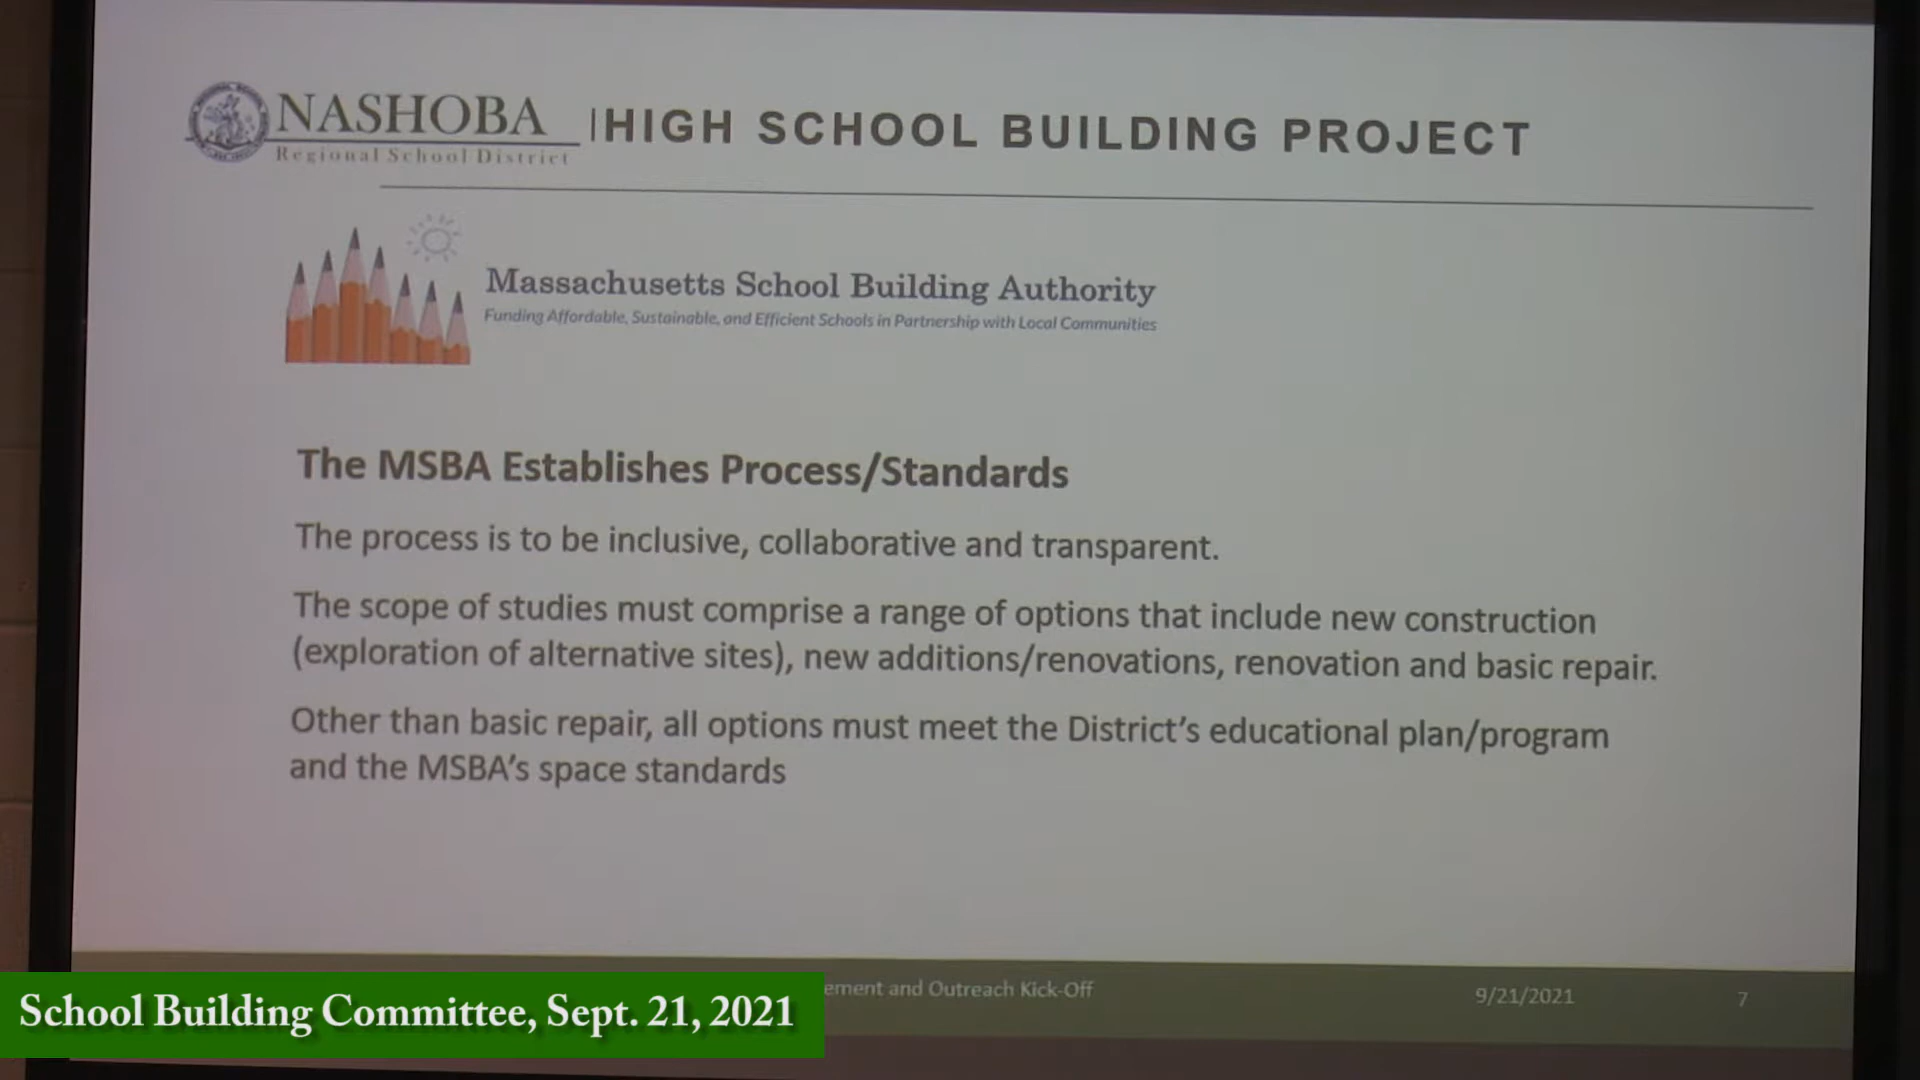 NASHOBA
Regional School District
HIGH SCHOOL BUILDING PROJECT
Massachusetts School Building Authority
Funding Affordable, Sustainable, and Efficient Schools in Partnership with Local Communities
The MSBA Establishes Process/Standards
The process is to be inclusive, collaborative and transparent.
The scope of studies must comprise a range of options that include new construction
(exploration of alternative sites), new additions/renovations, renovation and basic repair.
Other than basic repair, all options must meet the District's educational plan/program
and the MSBA's space standards
ement and Outreach Kick-Off
9/21/2021
7
School Building Committee, Sept. 21, 2021